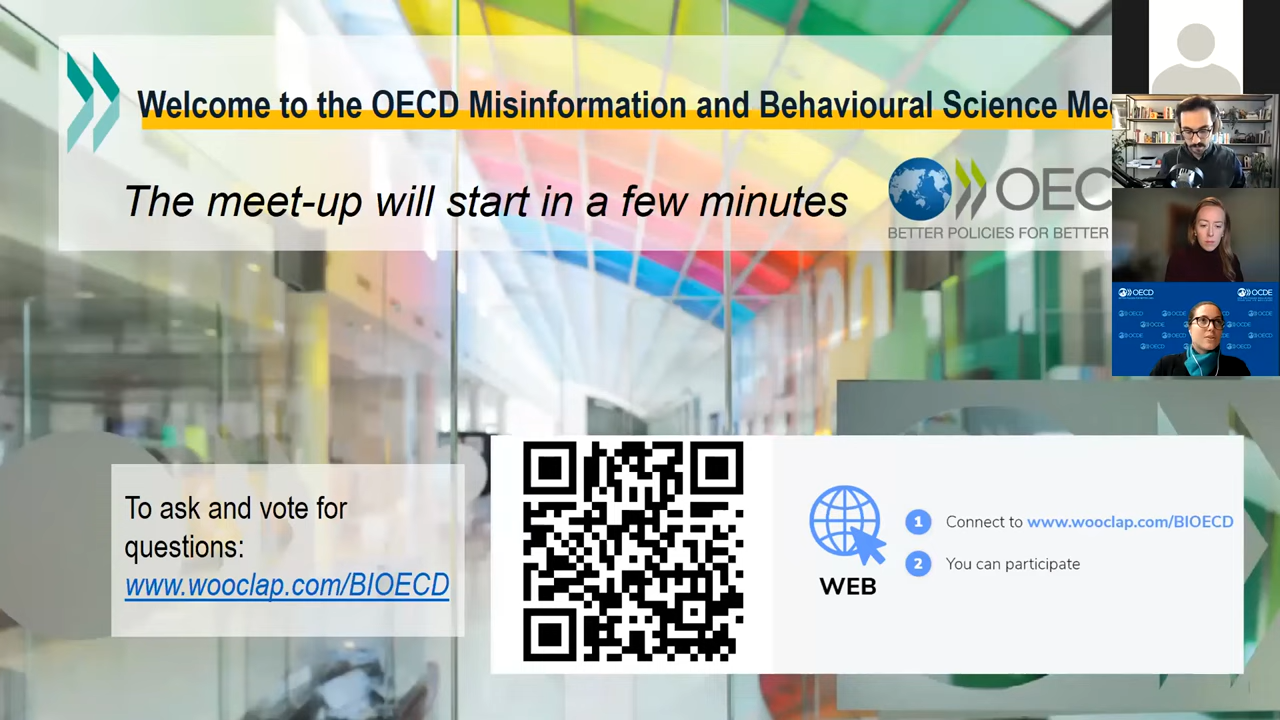 Welcome to the OECD Misinformation and Behavioural Science Mee
The meet-up will start in a few minutes
OEC
BETTER POLICIES FOR BETTER
OECD
OCDE
To ask and vote for
questions:
www.wooclap.com/BIOECD
WEB
1 Connect to www.wooclap.com/BIOECD
2 You can participate